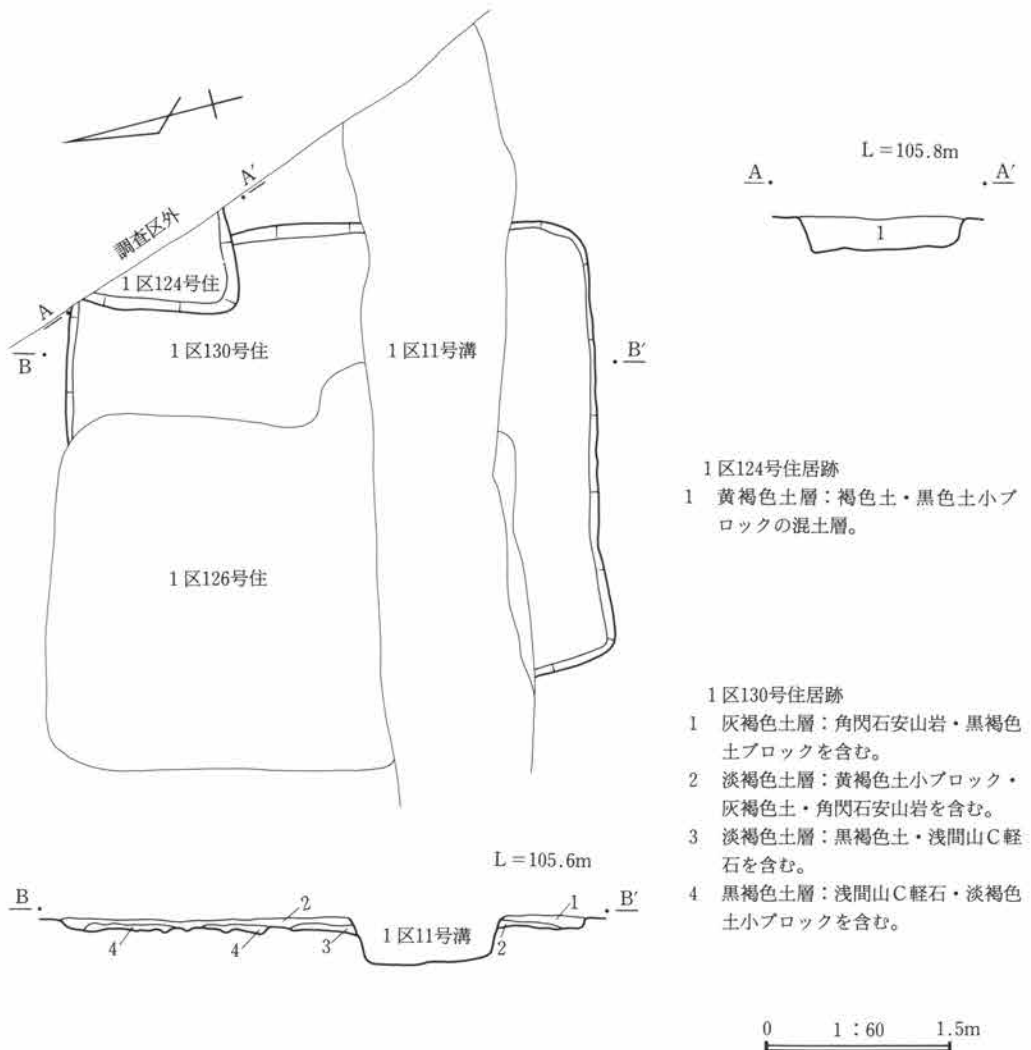 A'
調査区外
1区124号住
A
B
1区130号住
1区11号溝
B'
1区126号住
L=105.8m
A
A'
1
1区124号住居跡
1 黄褐色土層：褐色土・黒色土小ブ
ロックの混土層。
1区130号住居跡
1 灰褐色土層：角閃石安山岩・黒褐色
土ブロックを含む。
2 淡褐色土層：黄褐色土小ブロック・
灰褐色土・角閃石安山岩を含む。
3 淡褐色土層：黒褐色土・浅間山C軽
石を含む。
4 黒褐色土層：浅間山C軽石・淡褐色
土小ブロックを含む。
L=105.6m
B
2
1
B'
1区11号溝
4
4
3
2
0 1：60 1.5m